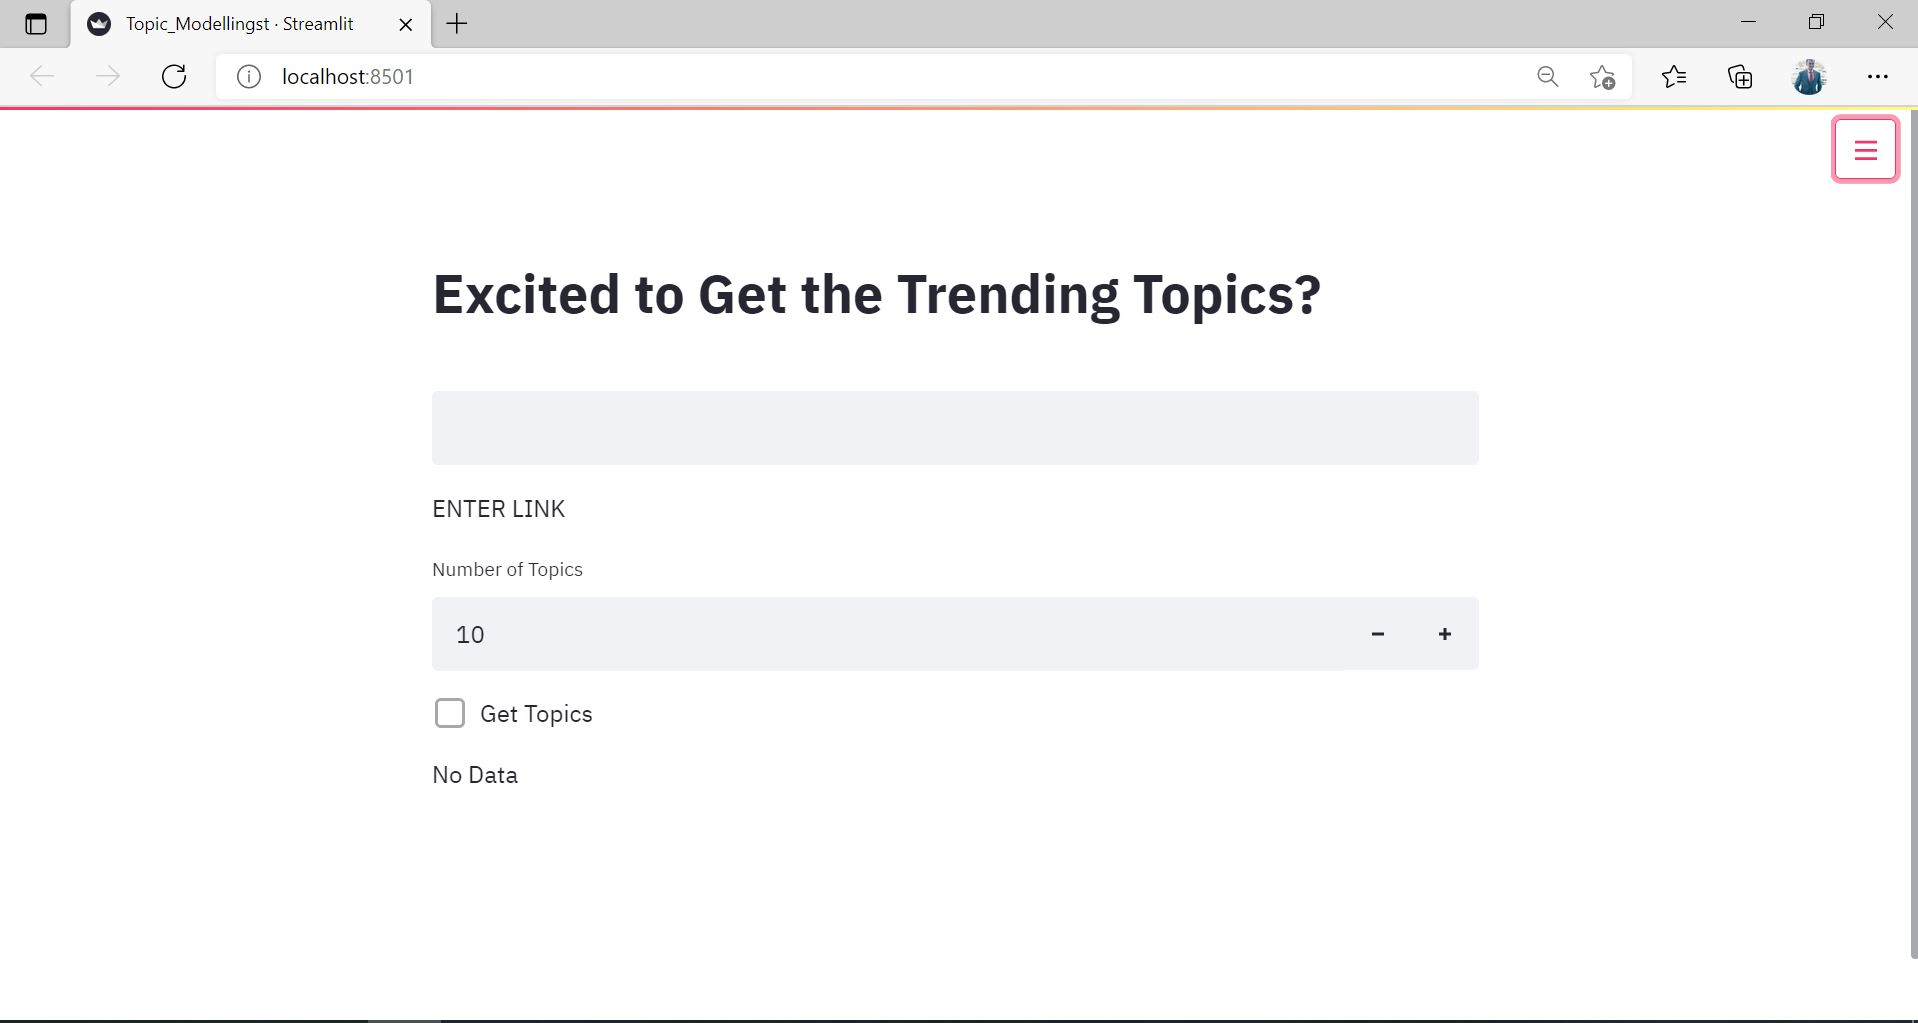 Topic_Modellingst · Streamlit
localhost:8501
Excited to Get the Trending Topics?
ENTER LINK
Number of Topics
10
Get Topics
No Data